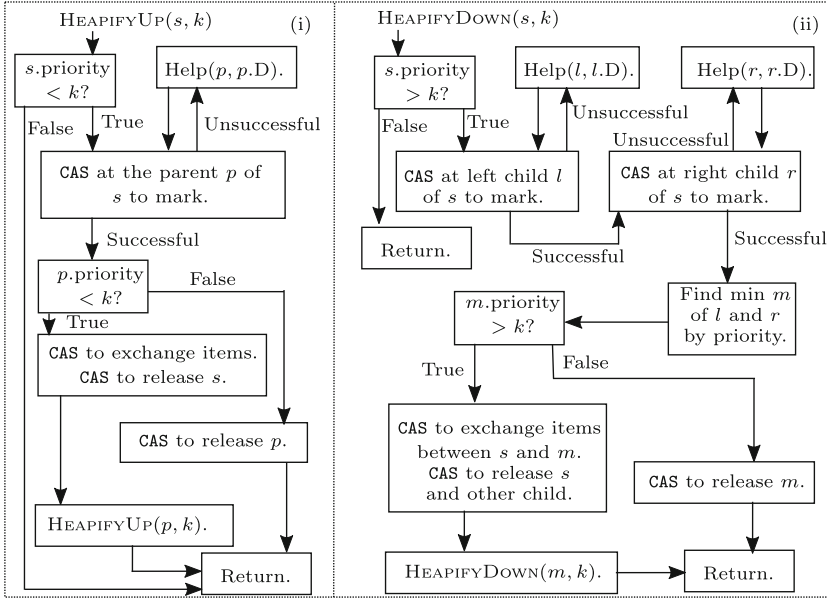 HEAPIFYUP(s, k)
(i)
s.priority
< k?
Help(p, p.D).
False
True
Unsuccessful
CAS at the parent p of
s to mark.
Successful
p.priority
< k?
False
True
CAS to exchange items.
CAS to release s.
CAS to release p.
HEAPIFYUP(p, k).
Return.
HEAPIFYDOWN(s, k)
(ii)
s.priority
> k?
Help(l, l.D).
Help(r, r.D).
False
True
Unsuccessful
Unsuccessful
CAS at left child l
of s to mark.
CAS at right child r
of s to mark.
Return.
Successful
Successful
m.priority
> k?
Find min m
of l and r
by priority.
True
False
CAS to exchange items
between s and m.
CAS to release s
and other child.
CAS to release m.
HEAPIFYDOWN(m, k).
Return.